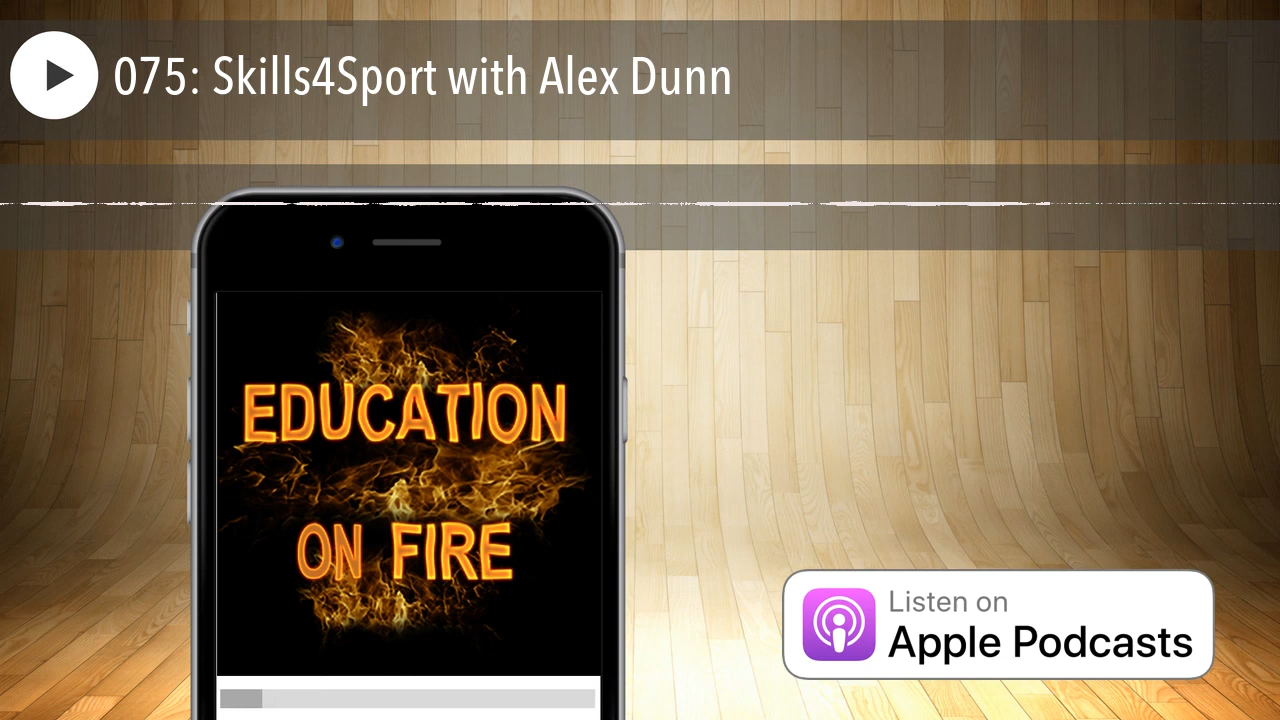 075: Skills4Sport with Alex Dunn
EDUCATION
ON FIRE
Listen on
Apple Podcasts